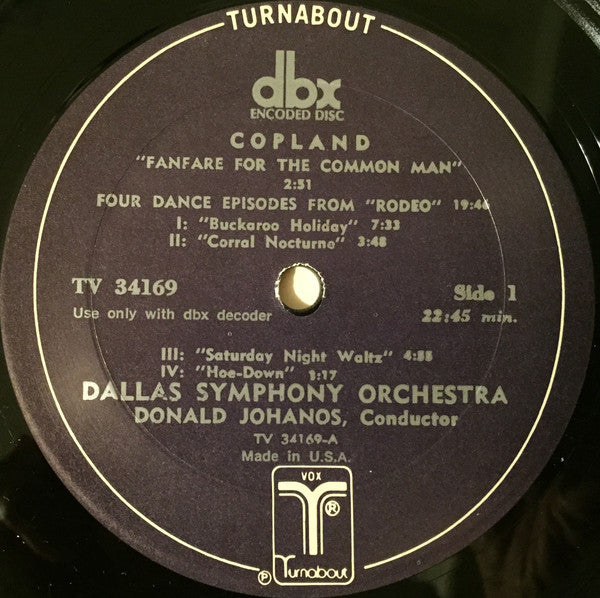 TURNABOUT
dbx
ENCODED DISC
COPLAND
"FANFARE FOR THE COMMON MAN"
2:51
FOUR DANCE EPISODES FROM "RODEO" 19:46
I: "Buckaroo Holiday" 7:33
II: "Corral Nocturne" 3:48
TV 34169
Side 1
Use only with dbx decoder
22:45 min.
III: "Saturday Night Waltz" 4:55
IV: "Hoe-Down" 3:17
DALLAS SYMPHONY ORCHESTRA
DONALD JOHANOS, Conductor
TV 34169-A
Made in U.S.A.
VOX
®
℗ Turnabout